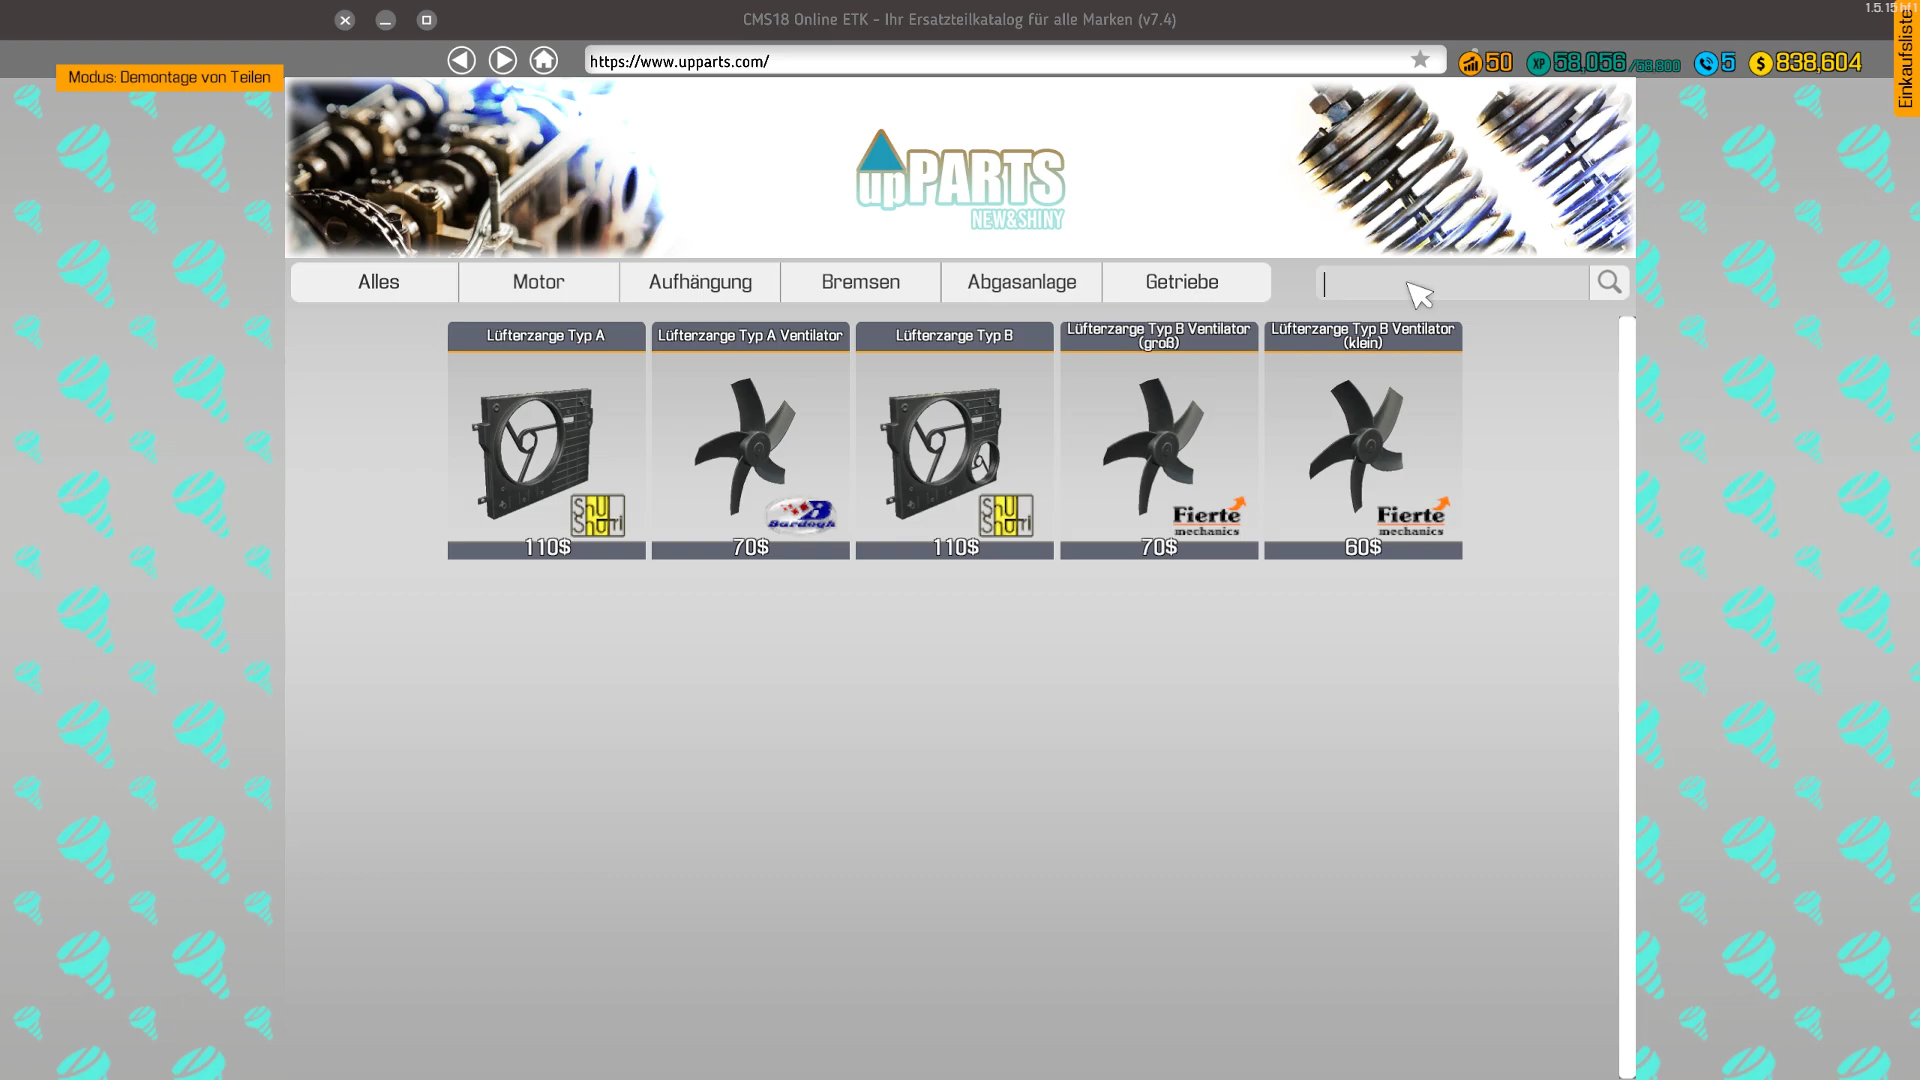 CMS18 Online ETK - Ihr Ersatzteilkatalog für alle Marken (v7.4)
1.5.15hf1
https://www.upparts.com/
50
XP 58,056/58,800
5
$ 838,604
Einkaufsliste
Modus: Demontage von Teilen
upPARTS
NEW&SHINY
Alles
Motor
Aufhängung
Bremsen
Abgasanlage
Getriebe
Lüfterzarge Typ A
Lüfterzarge Typ A Ventilator
Lüfterzarge Typ B
Lüfterzarge Typ B Ventilator
(groß)
Lüfterzarge Typ B Ventilator
(klein)
Shu
Shurri
Bardogh
Shu
Shurri
Fierte
mechanics
Fierte
mechanics
110$
70$
110$
70$
60$